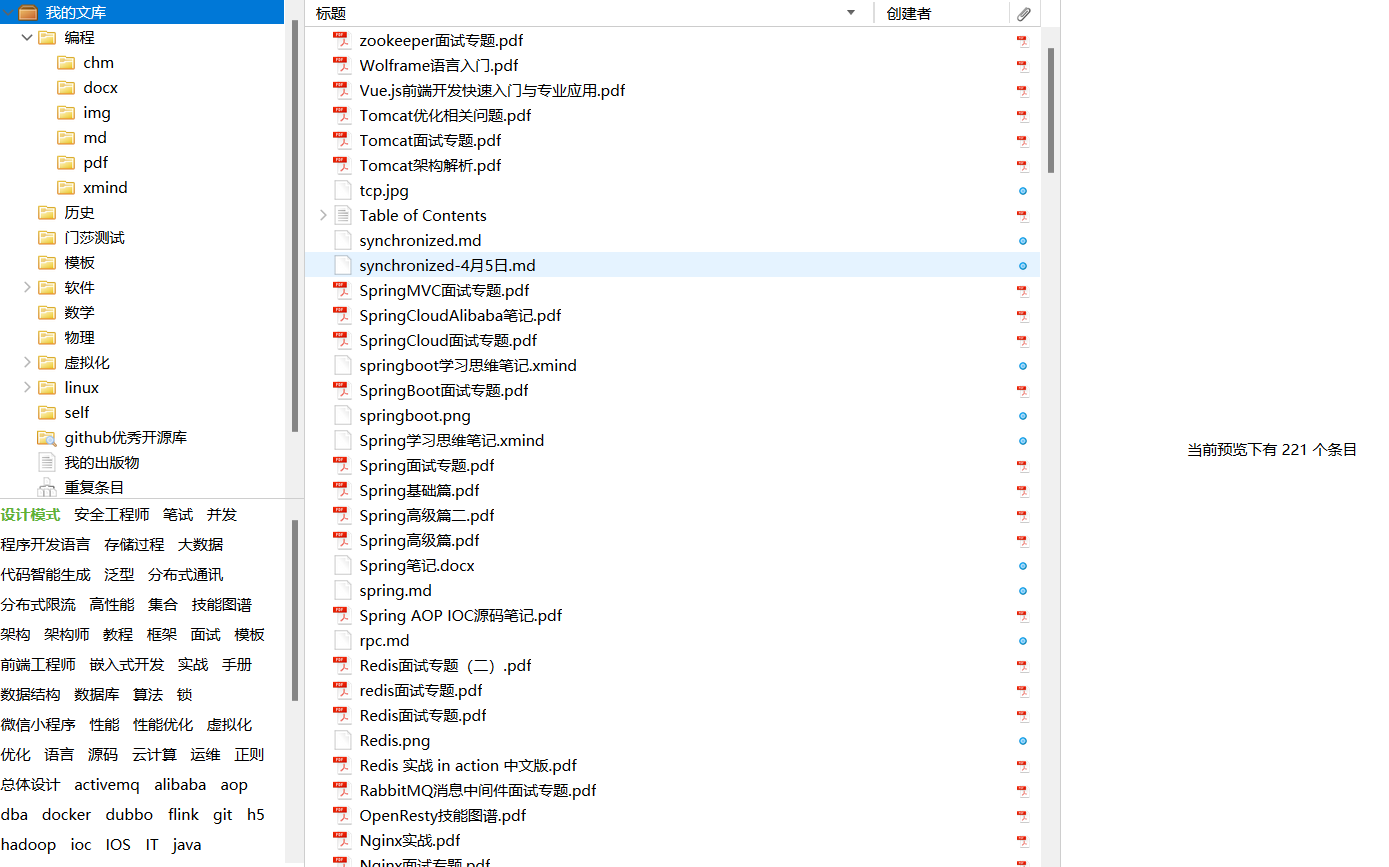 我的文库
编程
chm
docx
img
md
pdf
xmind
历史
门莎测试
模板
软件
数学
物理
虚拟化
linux
self
github优秀开源库
我的出版物
重复条目
设计模式 安全工程师 笔试 并发
程序开发语言 存储过程 大数据
代码智能生成 泛型 分布式通讯
分布式限流 高性能 集合 技能图谱
架构 架构师 教程 框架 面试 模板
前端工程师 嵌入式开发 实战 手册
数据结构 数据库 算法 锁
微信小程序 性能 性能优化 虚拟化
优化 语言 源码 云计算 运维 正则
总体设计 activemq alibaba aop
dba docker dubbo flink git h5
hadoop ioc IOS IT java
标题 创建者
zookeeper面试专题.pdf
Wolframe语言入门.pdf
Vue.js前端开发快速入门与专业应用.pdf
Tomcat优化相关问题.pdf
Tomcat面试专题.pdf
Tomcat架构解析.pdf
tcp.jpg
Table of Contents
synchronized.md
synchronized-4月5日.md
SpringMVC面试专题.pdf
SpringCloudAlibaba笔记.pdf
SpringCloud面试专题.pdf
springboot学习思维笔记.xmind
SpringBoot面试专题.pdf
springboot.png
Spring学习思维笔记.xmind
Spring面试专题.pdf
Spring基础篇.pdf
Spring高级篇二.pdf
Spring高级篇.pdf
Spring笔记.docx
spring.md
Spring AOP IOC源码笔记.pdf
rpc.md
Redis面试专题（二）.pdf
redis面试专题.pdf
Redis面试专题.pdf
Redis.png
Redis 实战 in action 中文版.pdf
RabbitMQ消息中间件面试专题.pdf
OpenResty技能图谱.pdf
Nginx实战.pdf
Nginx面试专题.pdf
当前预览下有 221 个条目